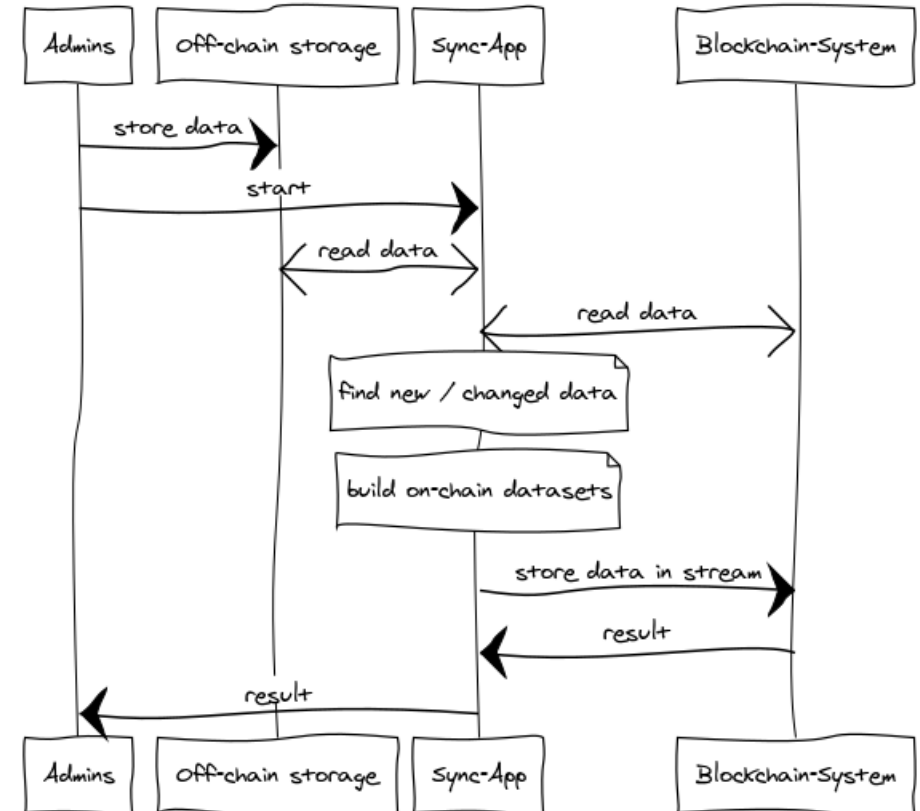 Admins
Off-chain storage
Sync-App
Blockchain-System
store data
start
read data
read data
find new / changed data
build on-chain datasets
store data in stream
result
result
Admins
Off-chain storage
Sync-App
Blockchain-System